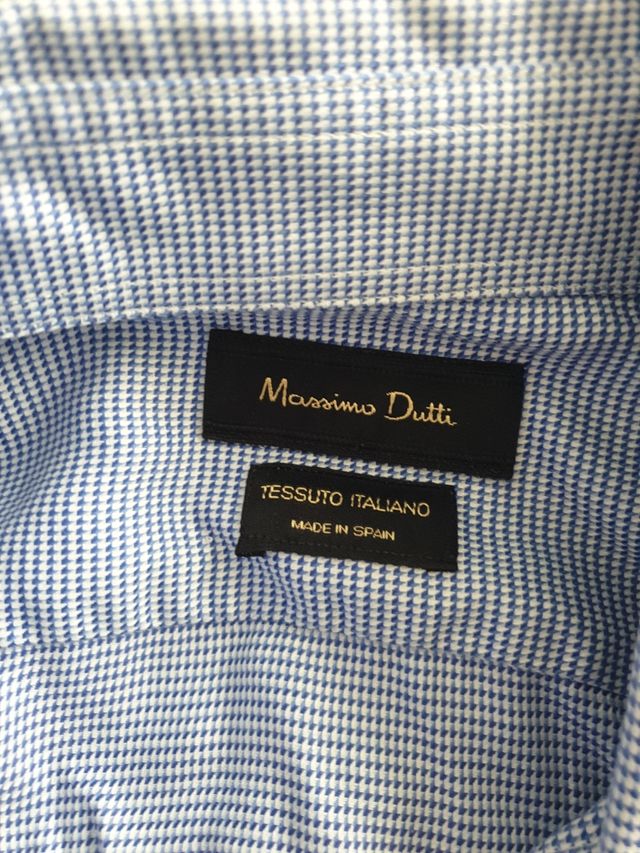 Massimo Dutti
TESSUTO ITALIANO
MADE IN SPAIN